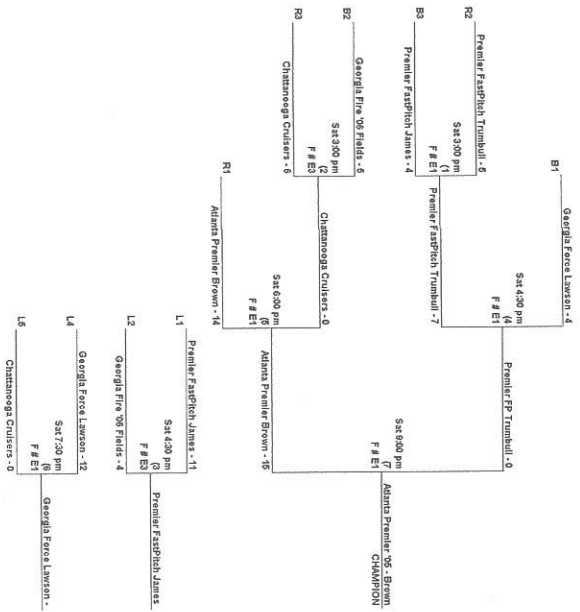 B1
Georgia Force Lawson - 4
R2
Premier FastPitch Trumbull - 5
Sat 3:00 pm
(1
F # E1
B3
Premier FastPitch James - 4
Premier FastPitch Trumbull - 7
Sat 4:30 pm
(4
F # E1
Premier FP Trumbull - 0
B2
Georgia Fire '06 Fields - 5
Sat 3:00 pm
(2
F # E3
R3
Chattanooga Cruisers - 6
Chattanooga Cruisers - 0
Sat 6:00 pm
(5
F # E1
R1
Atlanta Premier Brown - 14
Atlanta Premier Brown - 15
Sat 9:00 pm
(7
F # E1
Atlanta Premier '05 - Brown
CHAMPION
L1
Premier FastPitch James - 11
Sat 4:30 pm
(3
F # E3
L2
Georgia Fire '06 Fields - 4
Premier FastPitch James
L4
Georgia Force Lawson - 12
Sat 7:30 pm
(6
F # E1
L5
Chattanooga Cruisers - 0
Georgia Force Lawson -